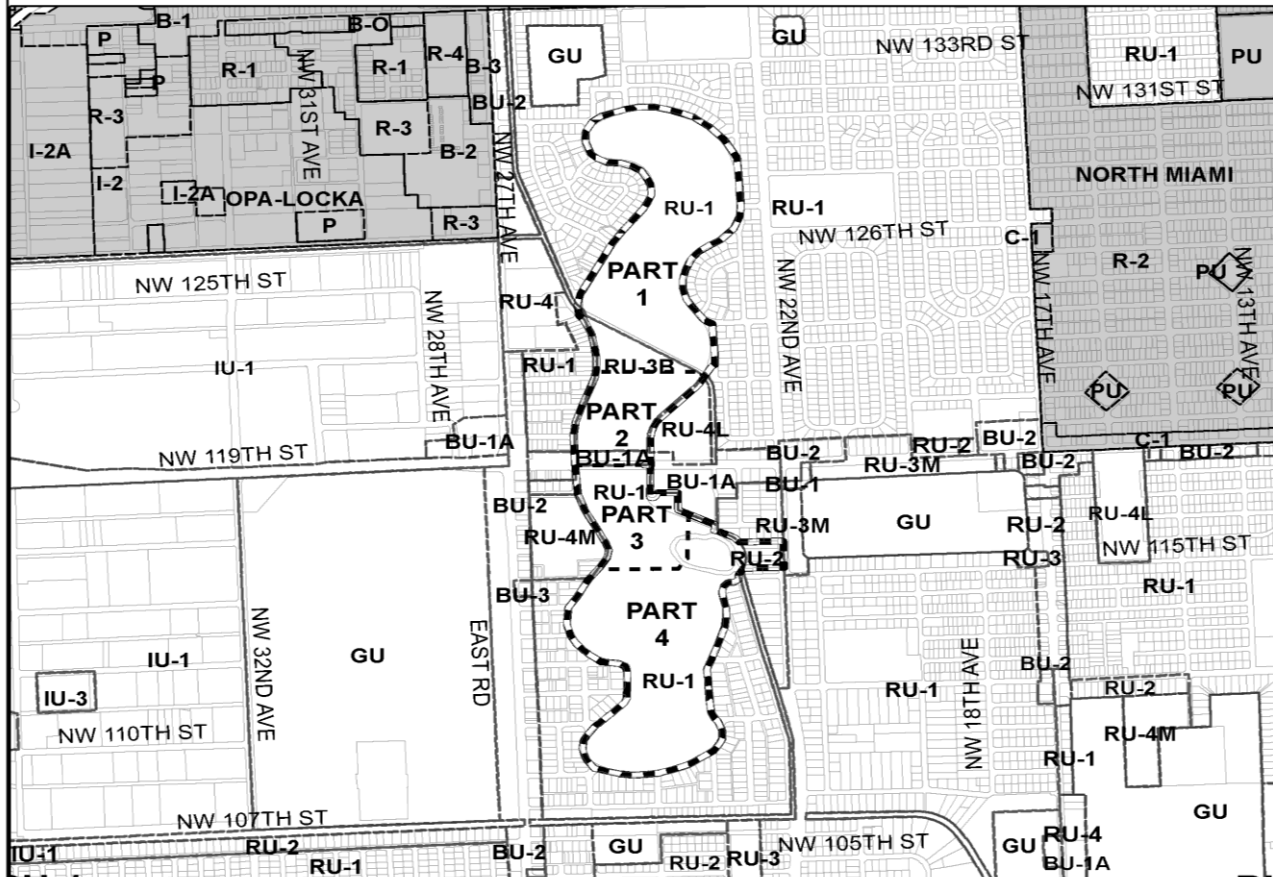 B-1
P
B-O
R-4
R-1
R-1
B-3
P
BU-2
GU
GU
NW 133RD ST
RU-1
PU
NW 131ST ST
R-3
NW 31ST AVE
R-3
B-2
I-2A
I-2
I-2A
OPA-LOCKA
P
R-3
NW 27TH AVE
NORTH MIAMI
RU-1
RU-1
NW 126TH ST
C-1
R-2
PU
NW 17TH AVE
NW 13TH AVE
NW 125TH ST
PART
1
NW 22ND AVE
RU-4
NW 28TH AVE
IU-1
RU-1
RU-3B
PU
PU
PART
2
RU-4L
BU-1A
BU-2
RU-2
BU-2
C-1
BU-2
NW 119TH ST
BU-1A
RU-3M
BU-2
RU-1
BU-1A
BU-1
BU-2
PART
3
RU-4M
RU-3M
GU
RU-2
RU-4L
NW 115TH ST
RU-2
RU-3
RU-1
BU-3
PART
4
NW 32ND AVE
EAST RD
GU
IU-1
RU-1
IU-3
NW 18TH AVE
BU-2
RU-1
RU-2
NW 110TH ST
RU-4M
RU-1
NW 107TH ST
GU
IU-1
RU-2
RU-1
BU-2
GU
RU-2
RU-3
NW 105TH ST
GU
RU-4
BU-1A